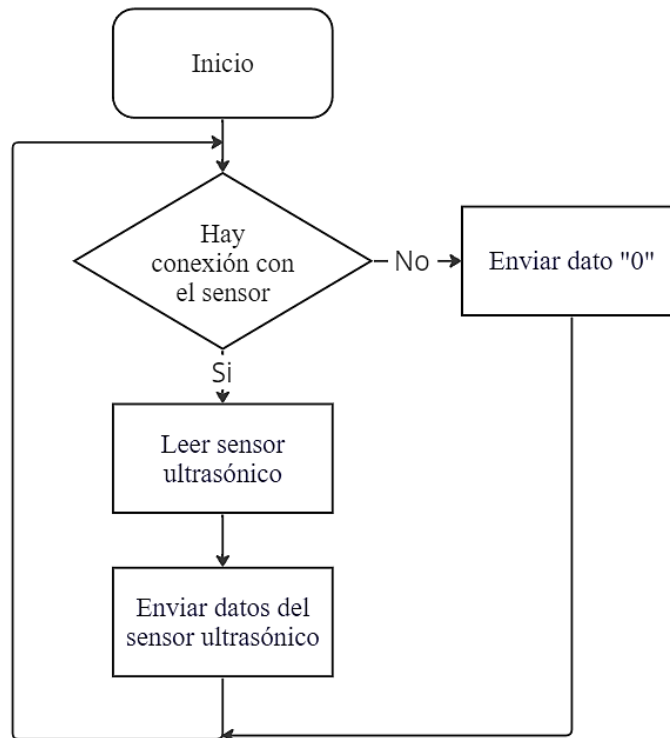 Inicio
Hay
conexión con
el sensor
No
Enviar dato "0"
Si
Leer sensor
ultrasónico
Enviar datos del
sensor ultrasónico